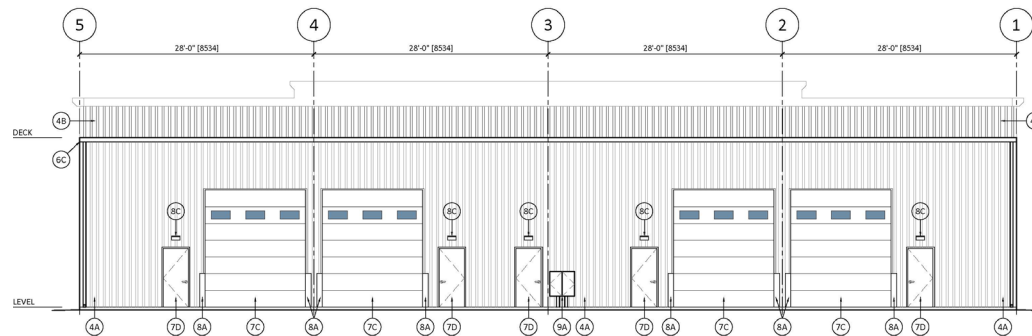 5 4 3 2 1
28'-0" [8534] 28'-0" [8534] 28'-0" [8534] 28'-0" [8534]
4B 4
DECK
6C
8C 8C 8C 8C 8C
LEVEL
4A 7D 8A 7C 8A 7C 8A 7D 7D 9A 4A 7D 8A 7C 8A 7C 8A 7D 4A